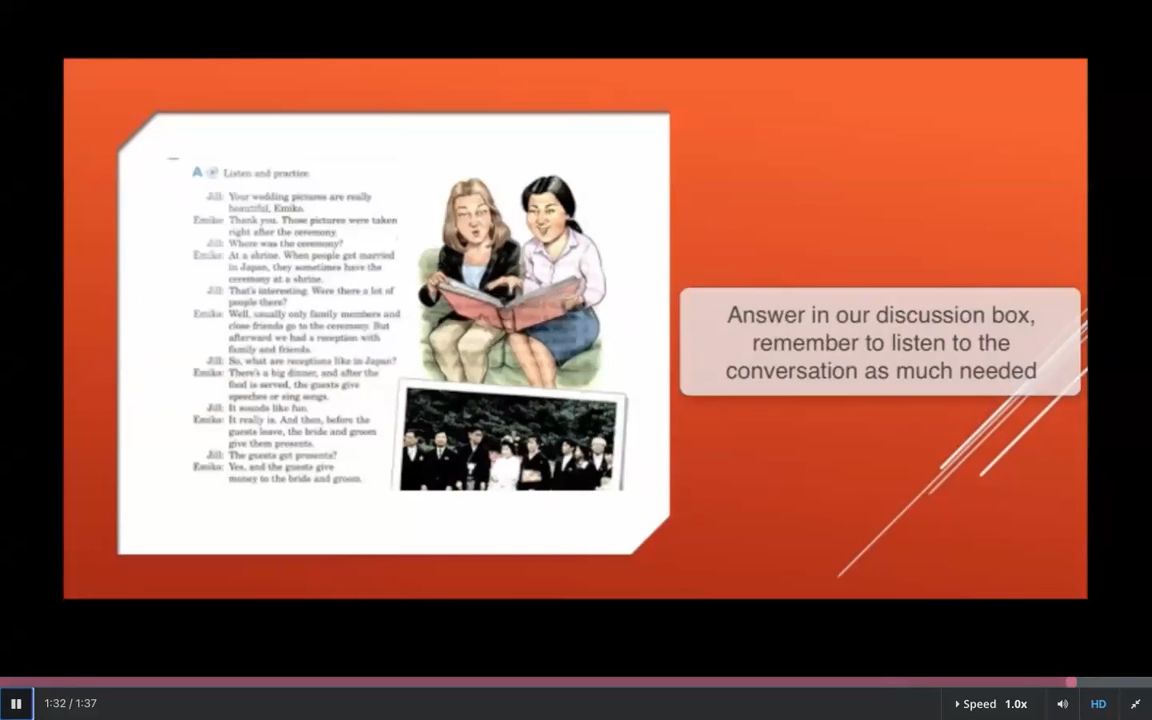 A Listen and practice.
Jill: Your wedding pictures are really
beautiful, Emiko.
Emiko: Thank you. Those pictures were taken
right after the ceremony.
Jill: Where was the ceremony?
Emiko: At a shrine. When people get married
in Japan, they sometimes have the
ceremony at a shrine.
Jill: That's interesting. Were there a lot of
people there?
Emiko: Well, usually only family members and
close friends go to the ceremony. But
afterward we had a reception with
family and friends.
Jill: So, what are receptions like in Japan?
Emiko: There's a big dinner, and after the
food is served, the guests give
speeches or sing songs.
Jill: It sounds like fun.
Emiko: It really is. And then, before the
guests leave, the bride and groom
give them presents.
Jill: The guests get presents?
Emiko: Yes, and the guests give
money to the bride and groom.
Answer in our discussion box,
remember to listen to the
conversation as much needed
1:32 / 1:37
Speed 1.0x
HD